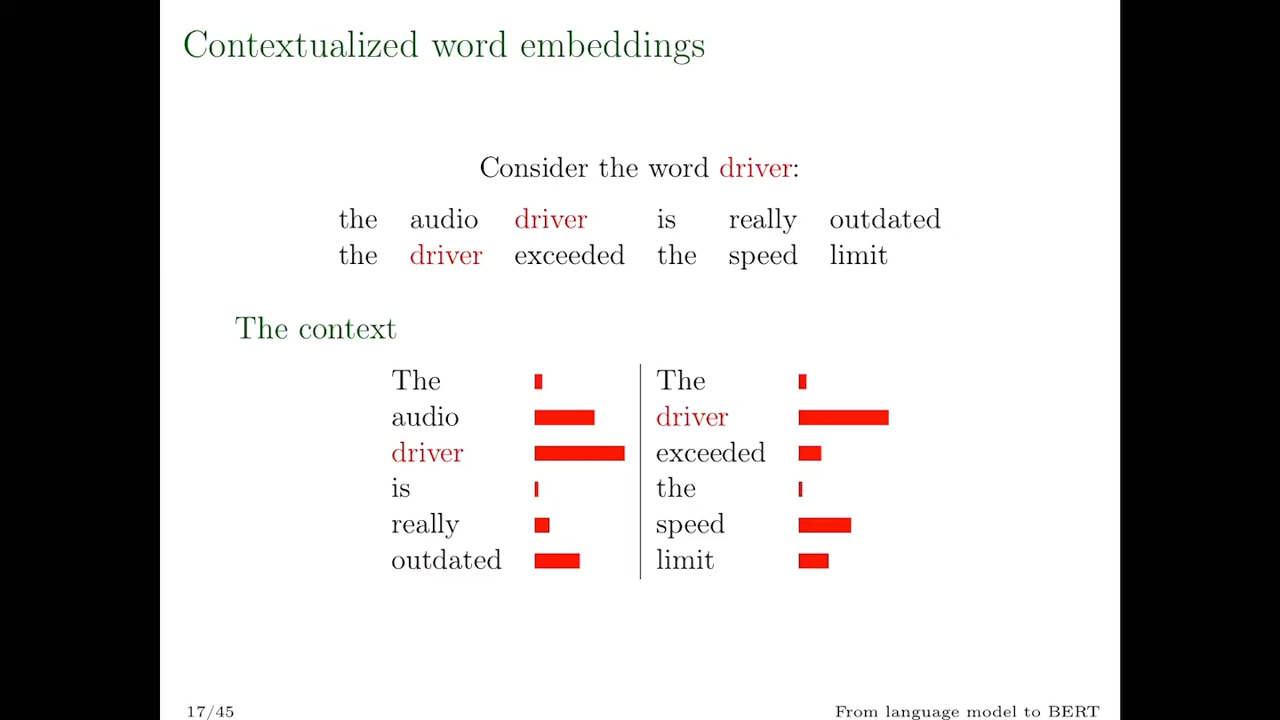 Contextualized word embeddings
Consider the word driver:
the audio driver is really outdated
the driver exceeded the speed limit
The context
The
audio
driver
is
really
outdated
The
driver
exceeded
the
speed
limit
17/45
From language model to BERT